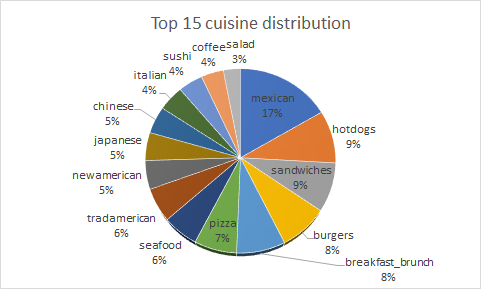 Top 15 cuisine distribution
mexican
17%
hotdogs
9%
sandwiches
9%
burgers
8%
breakfast_brunch
8%
pizza
7%
seafood
6%
tradamerican
6%
newamerican
5%
japanese
5%
chinese
5%
italian
4%
sushi
4%
coffee
4%
salad
3%